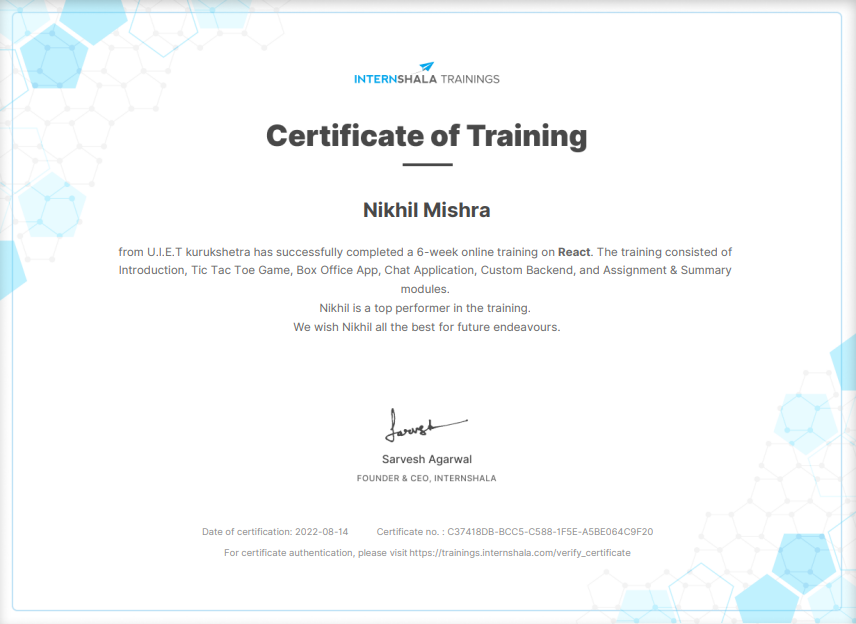 INTERNSHALA TRAININGS
Certificate of Training
Nikhil Mishra
from U.I.E.T kurukshetra has successfully completed a 6-week online training on React. The training consisted of
Introduction, Tic Tac Toe Game, Box Office App, Chat Application, Custom Backend, and Assignment & Summary
modules.
Nikhil is a top performer in the training.
We wish Nikhil all the best for future endeavours.
Sarvesh
Sarvesh Agarwal
FOUNDER & CEO, INTERNSHALA
Date of certification: 2022-08-14 Certificate no. : C37418DB-BCC5-C588-1F5E-A5BE064C9F20
For certificate authentication, please visit https://trainings.internshala.com/verify_certificate